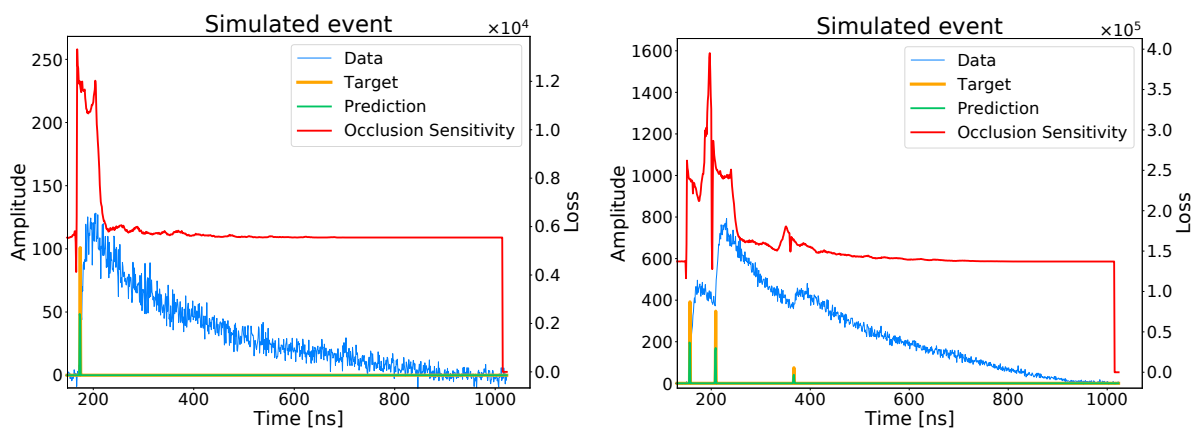 Simulated event
×10⁴
Data
Target
Prediction
Occlusion Sensitivity
250
200
150
100
50
0
Amplitude
1.2
1.0
0.8
0.6
0.4
0.2
0.0
Loss
200 400 600 800 1000
Time [ns]
Simulated event
×10⁵
Data
Target
Prediction
Occlusion Sensitivity
1600
1400
1200
1000
800
600
400
200
0
Amplitude
4.0
3.5
3.0
2.5
2.0
1.5
1.0
0.5
0.0
Loss
200 400 600 800 1000
Time [ns]